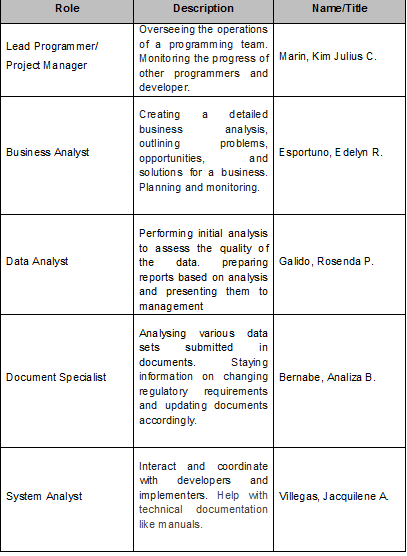 Role Description Name/Title
Lead Programmer/
Project Manager
Overseeing the operations
of a programming team.
Monitoring the progress of
other programmers and
developer.
Marin, Kim Julius C.
Business Analyst
Creating a detailed
business analysis,
outlining problems,
opportunities, and
solutions for a business.
Planning and monitoring.
Esportuno, Edelyn R.
Data Analyst
Performing initial analysis
to assess the quality of
the data. preparing
reports based on analysis
and presenting them to
management
Galido, Rosenda P.
Document Specialist
Analysing various data
sets submitted in
documents. Staying
information on changing
regulatory requirements
and updating documents
accordingly.
Bernabe, Analiza B.
System Analyst
Interact and coordinate
with developers and
implementers. Help with
technical documentation
like manuals.
Villegas, Jacquilene A.